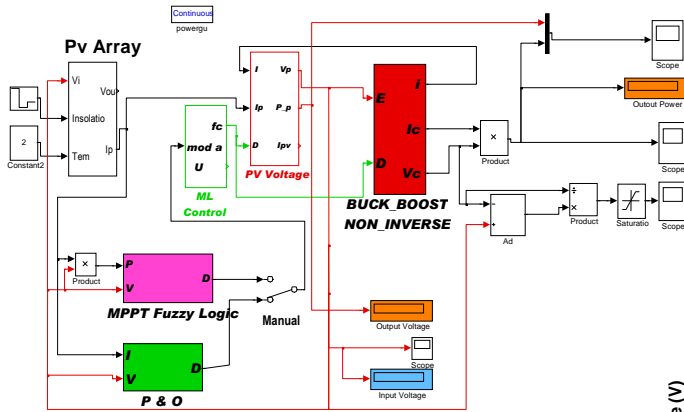 Continuous
powergu
Pv Array
Vi
Vou
Insolatio
Tem
Ip
2
Constant2
I
Vp
Ip
P_p
D
Ipv
PV Voltage
fc
mod a
U
ML
Control
E
i
Ic
D
Vc
BUCK_BOOST
NON_INVERSE
×
Product
Scope
Outout Power
Scope
−
+
Ad
÷
×
Product
Saturatio
Scope
×
Product
P
V
D
MPPT Fuzzy Logic
Manual
I
V
D
P & O
Output Voltage
Scope
Input Voltage
e (V)